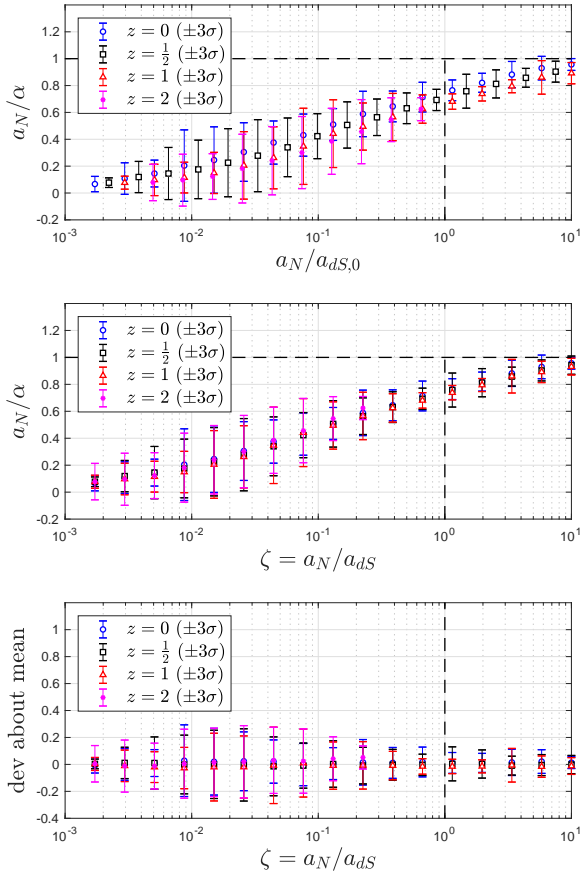 1.2
1
0.8
0.6
0.4
0.2
0
-0.2
a_N/α
z = 0 (±3σ)
z = 1/2 (±3σ)
z = 1 (±3σ)
z = 2 (±3σ)
10^-3 10^-2 10^-1 10^0 10^1
a_N/a_{dS,0}
1.2
1
0.8
0.6
0.4
0.2
0
-0.2
a_N/α
z = 0 (±3σ)
z = 1/2 (±3σ)
z = 1 (±3σ)
z = 2 (±3σ)
10^-3 10^-2 10^-1 10^0 10^1
ζ = a_N/a_{dS}
1
0.8
0.6
0.4
0.2
0
-0.2
-0.4
dev about mean
z = 0 (±3σ)
z = 1/2 (±3σ)
z = 1 (±3σ)
z = 2 (±3σ)
10^-3 10^-2 10^-1 10^0 10^1
ζ = a_N/a_{dS}